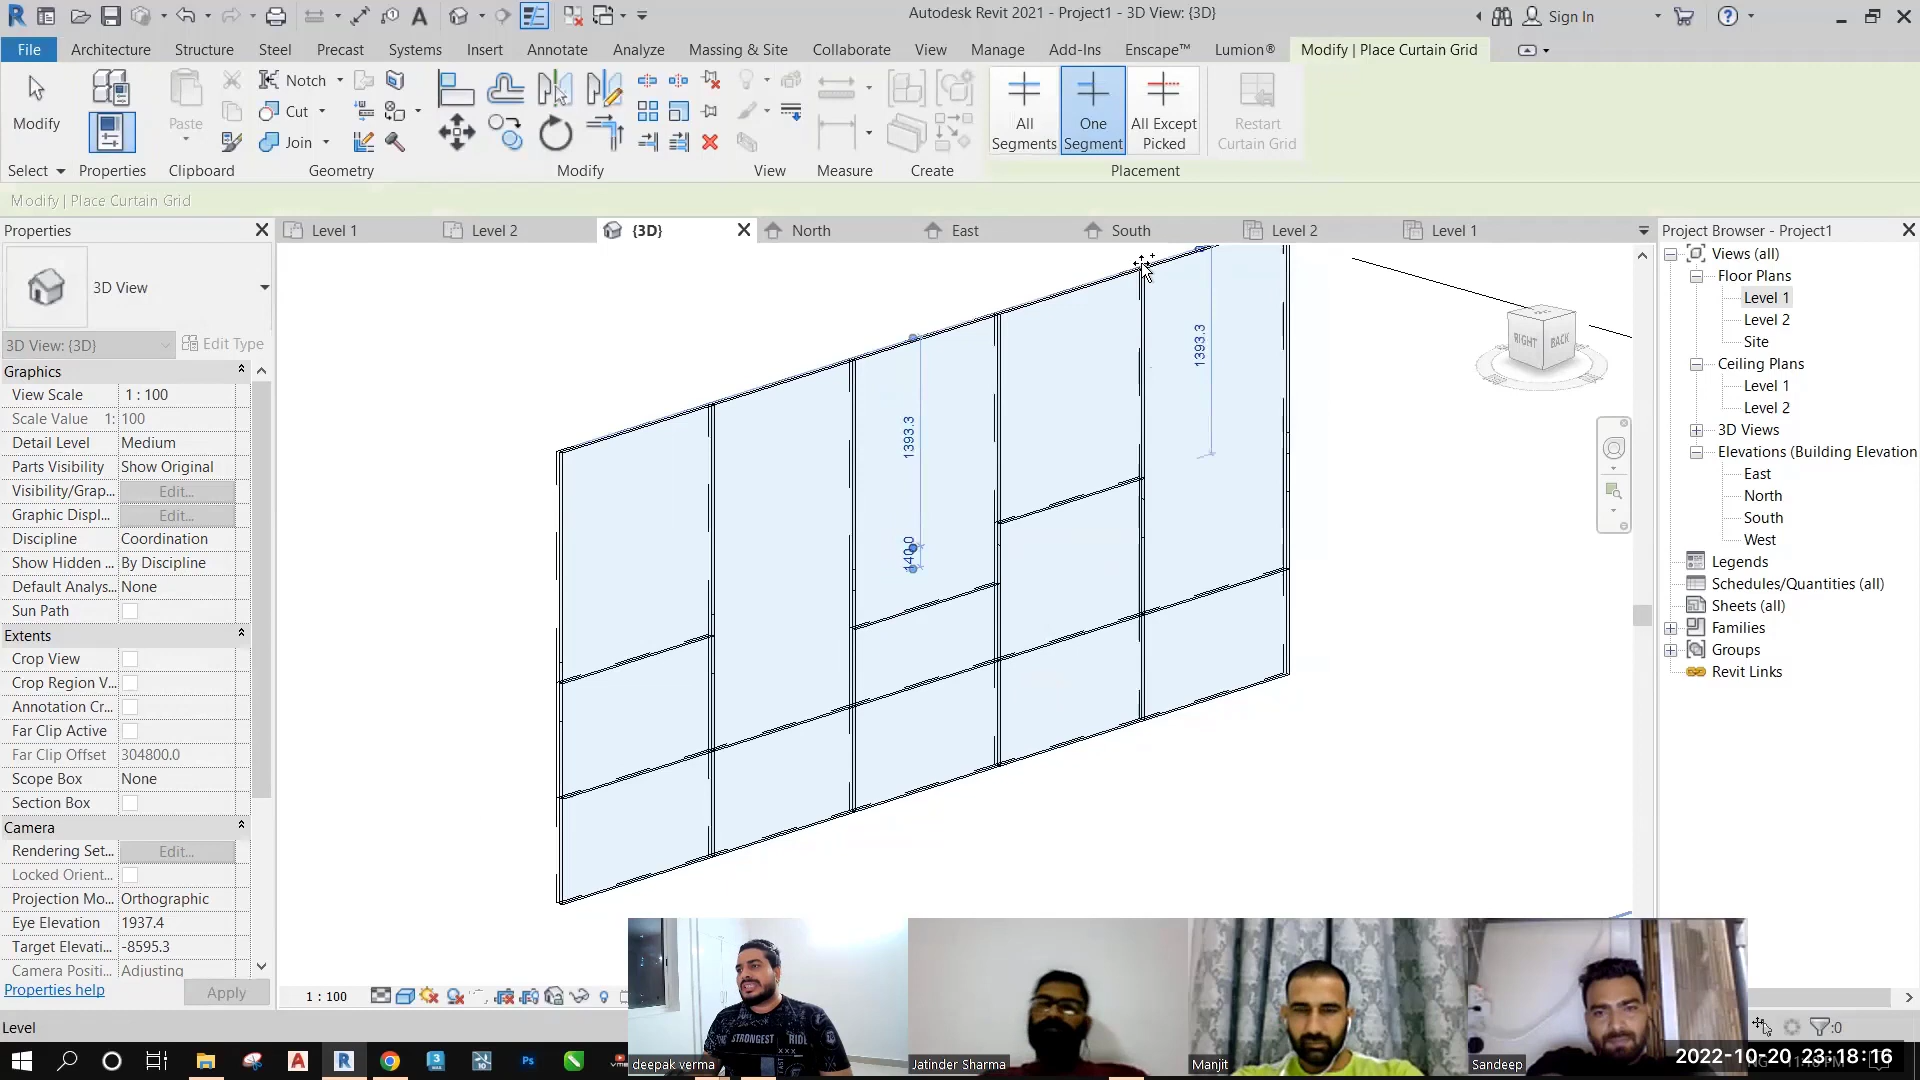 Autodesk Revit 2021 - Project1 - 3D View: {3D}
Sign In
File Architecture Structure Steel Precast Systems Insert Annotate Analyze Massing & Site Collaborate View Manage Add-Ins Enscape™ Lumion® Modify | Place Curtain Grid
Modify
Paste
Notch
Cut
Join
All Segments
One Segment
All Except Picked
Restart Curtain Grid
Select Properties Clipboard Geometry Modify View Measure Create Placement
Modify | Place Curtain Grid
Properties
Level 1
Level 2
{3D}
North
East
South
Level 2
Level 1
Project Browser - Project1
3D View
3D View: {3D}
Edit Type
Graphics
View Scale 1 : 100
Scale Value 1: 100
Detail Level Medium
Parts Visibility Show Original
Visibility/Grap... Edit...
Graphic Displ... Edit...
Discipline Coordination
Show Hidden ... By Discipline
Default Analys... None
Sun Path
Extents
Crop View
Crop Region V...
Annotation Cr...
Far Clip Active
Far Clip Offset 304800.0
Scope Box None
Section Box
Camera
Rendering Set... Edit...
Locked Orient...
Projection Mo... Orthographic
Eye Elevation 1937.4
Target Elevati... -8595.3
Camera Positi... Adjusting
Properties help
Apply
1393.3
140.0
1393.3
RIGHT
BACK
Views (all)
Floor Plans
Level 1
Level 2
Site
Ceiling Plans
Level 1
Level 2
3D Views
Elevations (Building Elevation
East
North
South
West
Legends
Schedules/Quantities (all)
Sheets (all)
Families
Groups
Revit Links
1 : 100
Level
:0
STRONGEST
RIDE
deepak verma
Jatinder Sharma
Manjit
Sandeep
2022-10-20 23:18:16